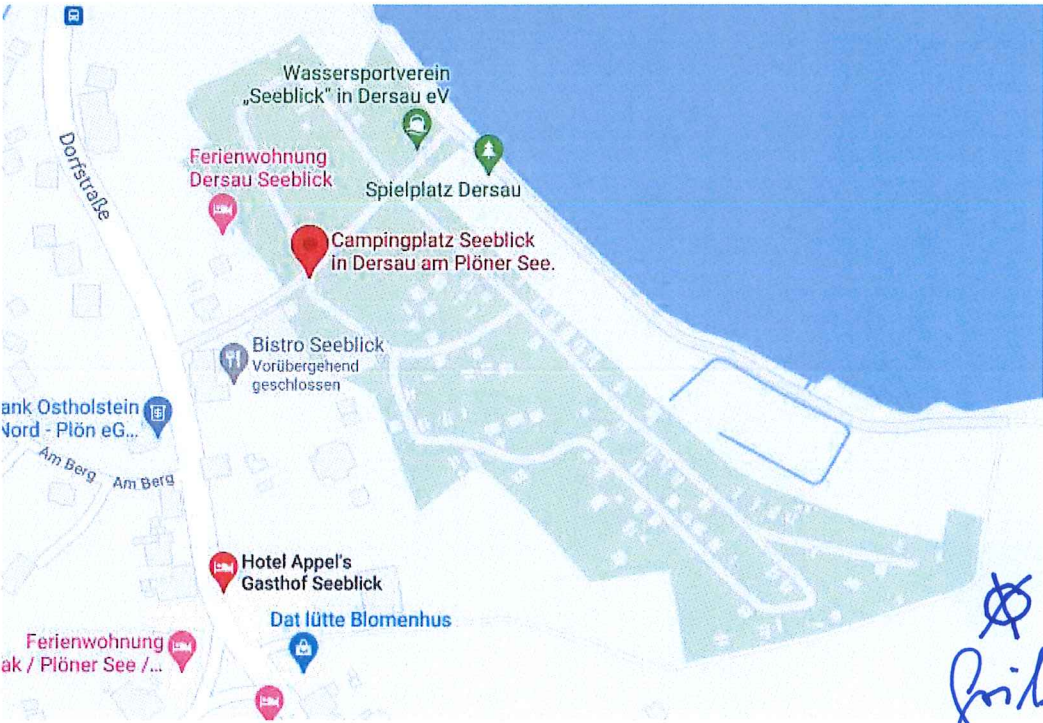 Wassersportverein
„Seeblick" in Dersau eV
Dorfstraße
Ferienwohnung
Dersau Seeblick
Spielplatz Dersau
Campingplatz Seeblick
in Dersau am Plöner See.
Bistro Seeblick
Vorübergehend
geschlossen
ank Ostholstein
Nord - Plön eG...
Am Berg
Am Berg
Hotel Appel's
Gasthof Seeblick
Dat lütte Blomenhus
Ferienwohnung
ak / Plöner See /...